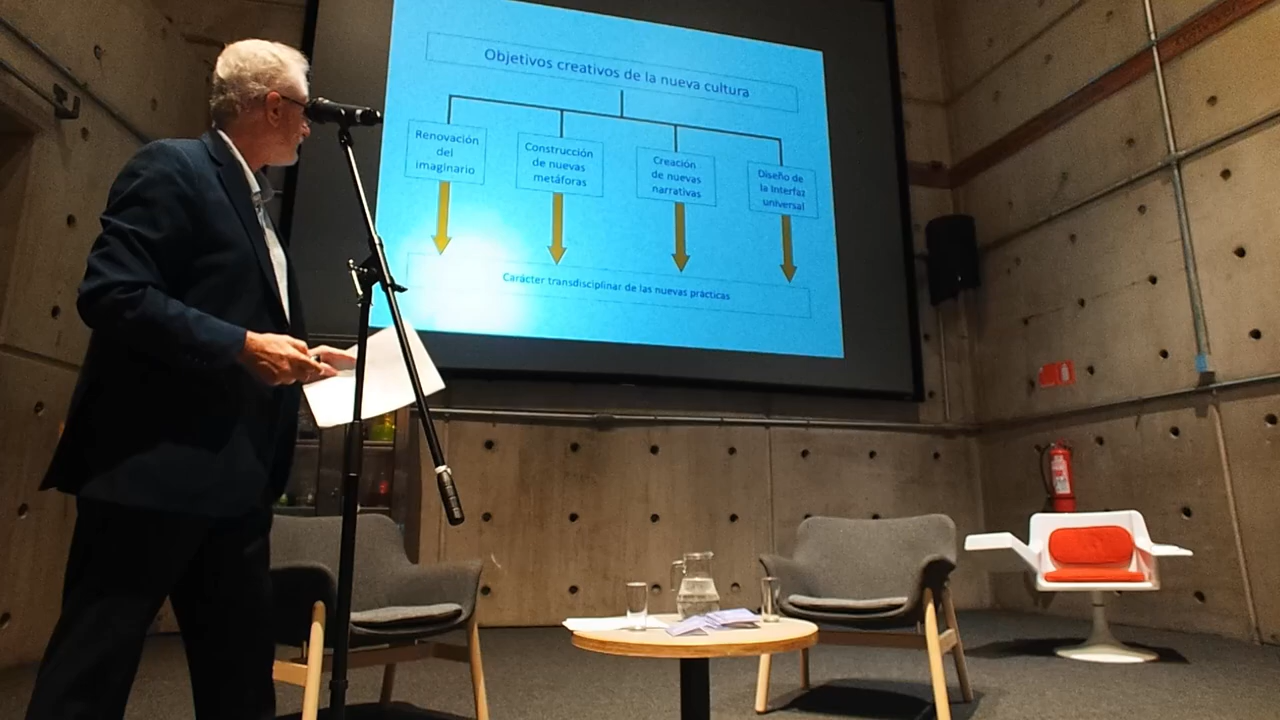 Objetivos creativos de la nueva cultura
Renovación
del
imaginario
Construcción
de nuevas
metáforas
Creación
de nuevas
narrativas
Diseño de
la Interfaz
universal
Carácter transdisciplinar de las nuevas prácticas